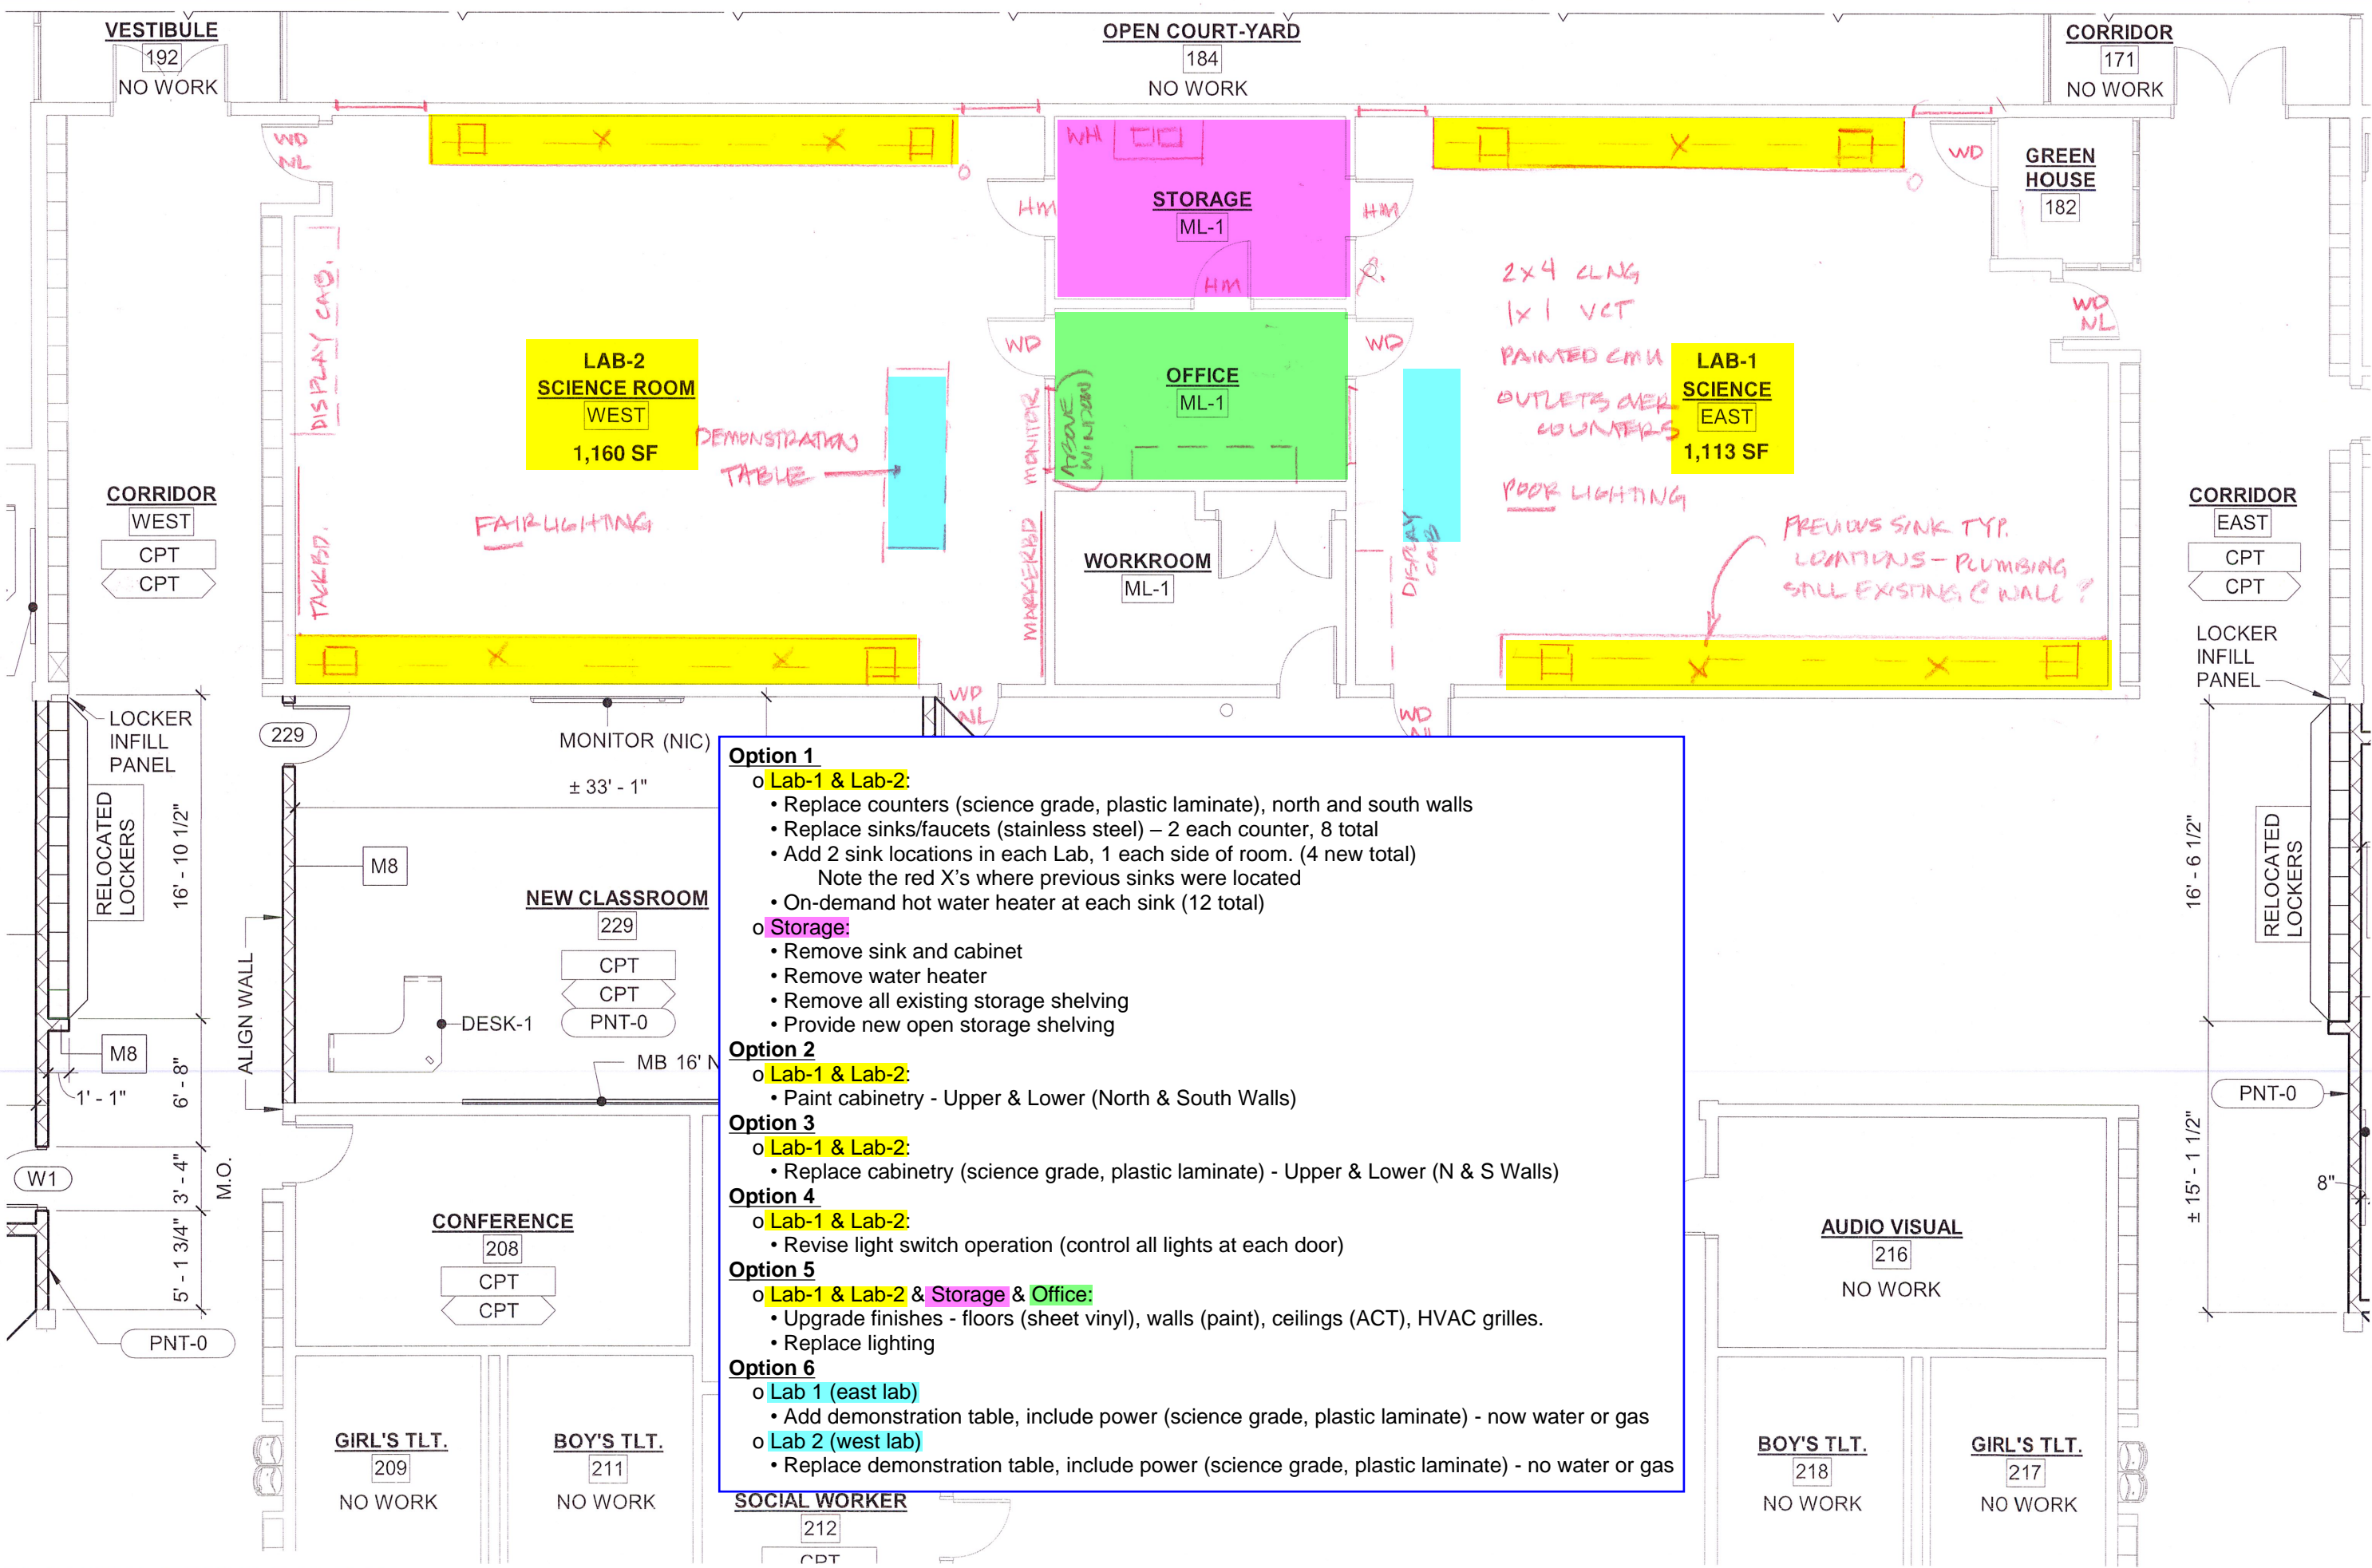 VESTIBULE
192
NO WORK
OPEN COURT-YARD
184
NO WORK
CORRIDOR
171
NO WORK
WD
NL
WH
STORAGE
ML-1
HM
HM
HM
WD
GREEN
HOUSE
182
WD
NL
DISPLAY CAB.
TACKBD.
LAB-2
SCIENCE ROOM
WEST
1,160 SF
DEMONSTRATION
TABLE
FAIR LIGHTING
WD
MONITOR
(ABOVE
WINDOW)
MARKERBD
OFFICE
ML-1
WD
WORKROOM
ML-1
DISPLAY
CAB
2x4 CLNG
1x1 VCT
PAINTED CMU
OUTLETS OVER
COUNTERS
POOR LIGHTING
LAB-1
SCIENCE
EAST
1,113 SF
PREVIOUS SINK TYP.
LOCATIONS - PLUMBING
STILL EXISTING @ WALL ?
CORRIDOR
WEST
CPT
CPT
CORRIDOR
EAST
CPT
CPT
LOCKER
INFILL
PANEL
LOCKER
INFILL
PANEL
RELOCATED
LOCKERS
16' - 10 1/2"
229
MONITOR (NIC)
± 33' - 1"
WD
NL
WD
NL
M8
NEW CLASSROOM
229
CPT
CPT
PNT-0
DESK-1
MB 16' N
ALIGN WALL
M8
1' - 1"
6' - 8"
W1
3' - 4"
M.O.
5' - 1 3/4"
PNT-0
CONFERENCE
208
CPT
CPT
GIRL'S TLT.
209
NO WORK
BOY'S TLT.
211
NO WORK
Option 1
o Lab-1 & Lab-2:
• Replace counters (science grade, plastic laminate), north and south walls
• Replace sinks/faucets (stainless steel) – 2 each counter, 8 total
• Add 2 sink locations in each Lab, 1 each side of room. (4 new total)
Note the red X's where previous sinks were located
• On-demand hot water heater at each sink (12 total)
o Storage:
• Remove sink and cabinet
• Remove water heater
• Remove all existing storage shelving
• Provide new open storage shelving
Option 2
o Lab-1 & Lab-2:
• Paint cabinetry - Upper & Lower (North & South Walls)
Option 3
o Lab-1 & Lab-2:
• Replace cabinetry (science grade, plastic laminate) - Upper & Lower (N & S Walls)
Option 4
o Lab-1 & Lab-2:
• Revise light switch operation (control all lights at each door)
Option 5
o Lab-1 & Lab-2 & Storage & Office:
• Upgrade finishes - floors (sheet vinyl), walls (paint), ceilings (ACT), HVAC grilles.
• Replace lighting
Option 6
o Lab 1 (east lab)
• Add demonstration table, include power (science grade, plastic laminate) - now water or gas
o Lab 2 (west lab)
• Replace demonstration table, include power (science grade, plastic laminate) - no water or gas
SOCIAL WORKER
212
CPT
16' - 6 1/2"
RELOCATED
LOCKERS
PNT-0
± 15' - 1 1/2"
8"
AUDIO VISUAL
216
NO WORK
BOY'S TLT.
218
NO WORK
GIRL'S TLT.
217
NO WORK